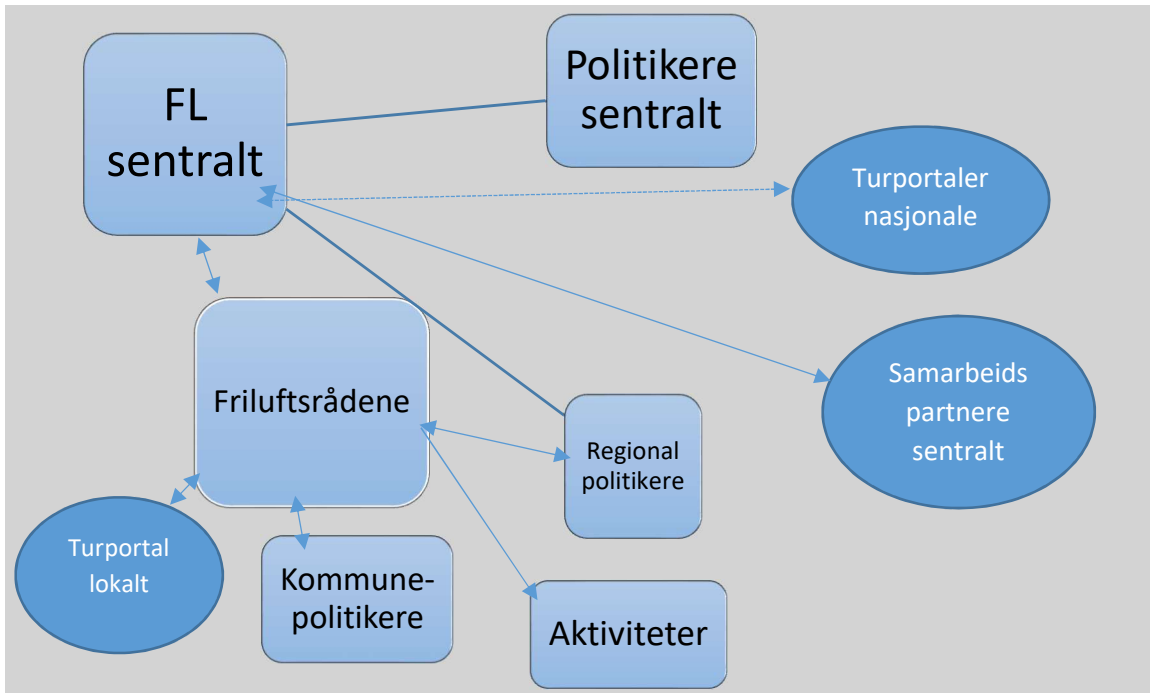 FL
sentralt
Politikere
sentralt
Turportaler
nasjonale
Friluftsrådene
Samarbeids
partnere
sentralt
Regional
politikere
Turportal
lokalt
Kommune-
politikere
Aktiviteter